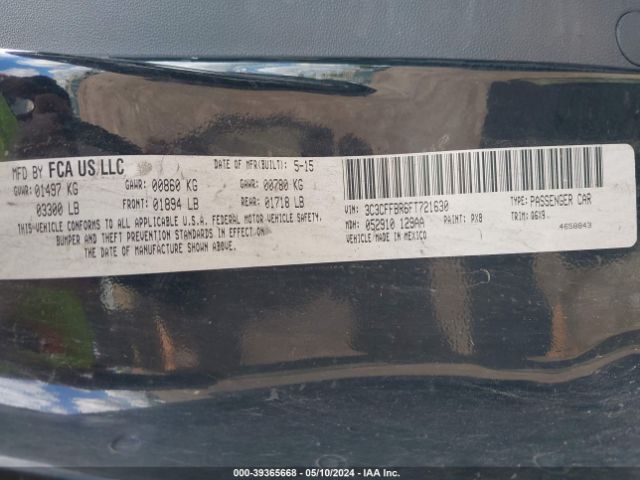 MFD BY FCA US LLC DATE OF MFR(BUILT): 5-15
GVWR: 01497 KG GAWR: 00860 KG GAWR: 00780 KG
03300 LB FRONT: 01894 LB REAR: 01718 LB
THIS VEHICLE CONFORMS TO ALL APPLICABLE U.S.A. FEDERAL MOTOR VEHICLE SAFETY,
BUMPER AND THEFT PREVENTION STANDARDS IN EFFECT ON
THE DATE OF MANUFACTURE SHOWN ABOVE.
VIN: 3C3CFFBR6FT721630 TYPE: PASSENGER CAR
MDH: 052910 129AA PAINT: PX8 TRIM: 06i9
VEHICLE MADE IN MEXICO 4658843
000-39365668 — 05/10/2024 — IAA Inc.